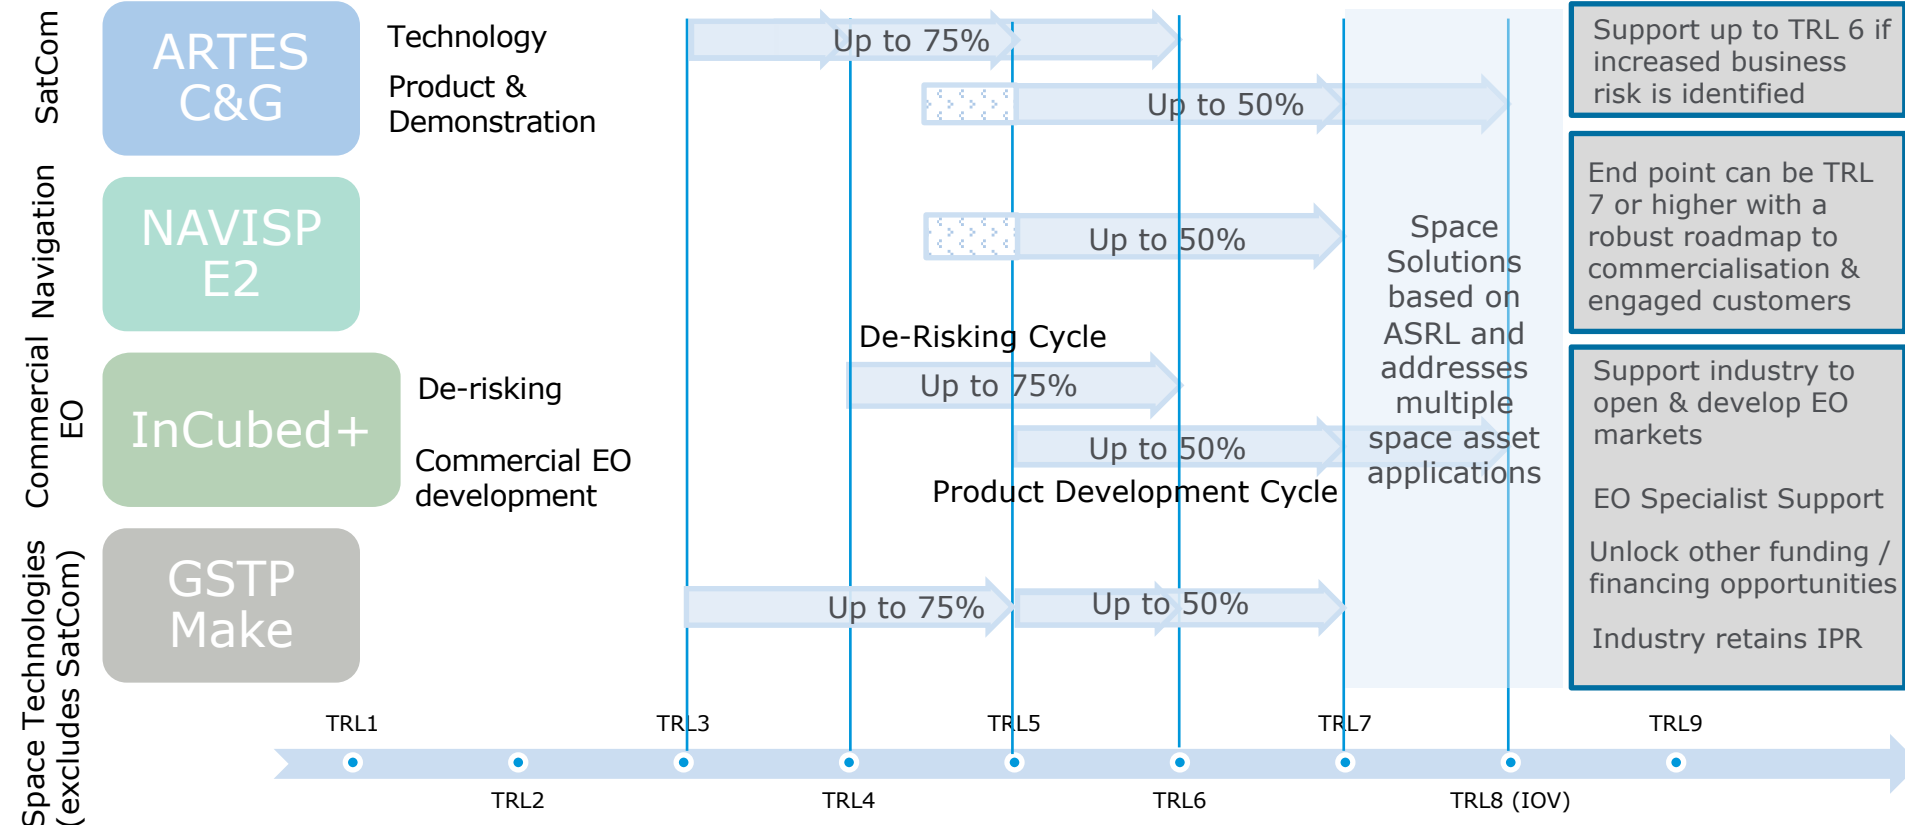 SatCom
ARTES
C&G
Technology
Product &
Demonstration
Up to 75%
Up to 50%
Support up to TRL 6 if
increased business
risk is identified
Navigation
NAVISP
E2
Up to 50%
End point can be TRL
7 or higher with a
robust roadmap to
commercialisation &
engaged customers
Space
Solutions
based on
ASRL and
addresses
multiple
space asset
applications
Commercial
EO
InCubed+
De-risking
Commercial EO
development
De-Risking Cycle
Up to 75%
Up to 50%
Product Development Cycle
Support industry to
open & develop EO
markets
EO Specialist Support
Unlock other funding /
financing opportunities
Industry retains IPR
Space Technologies
(excludes SatCom)
GSTP
Make
Up to 75%
Up to 50%
TRL1
TRL2
TRL3
TRL4
TRL5
TRL6
TRL7
TRL8 (IOV)
TRL9